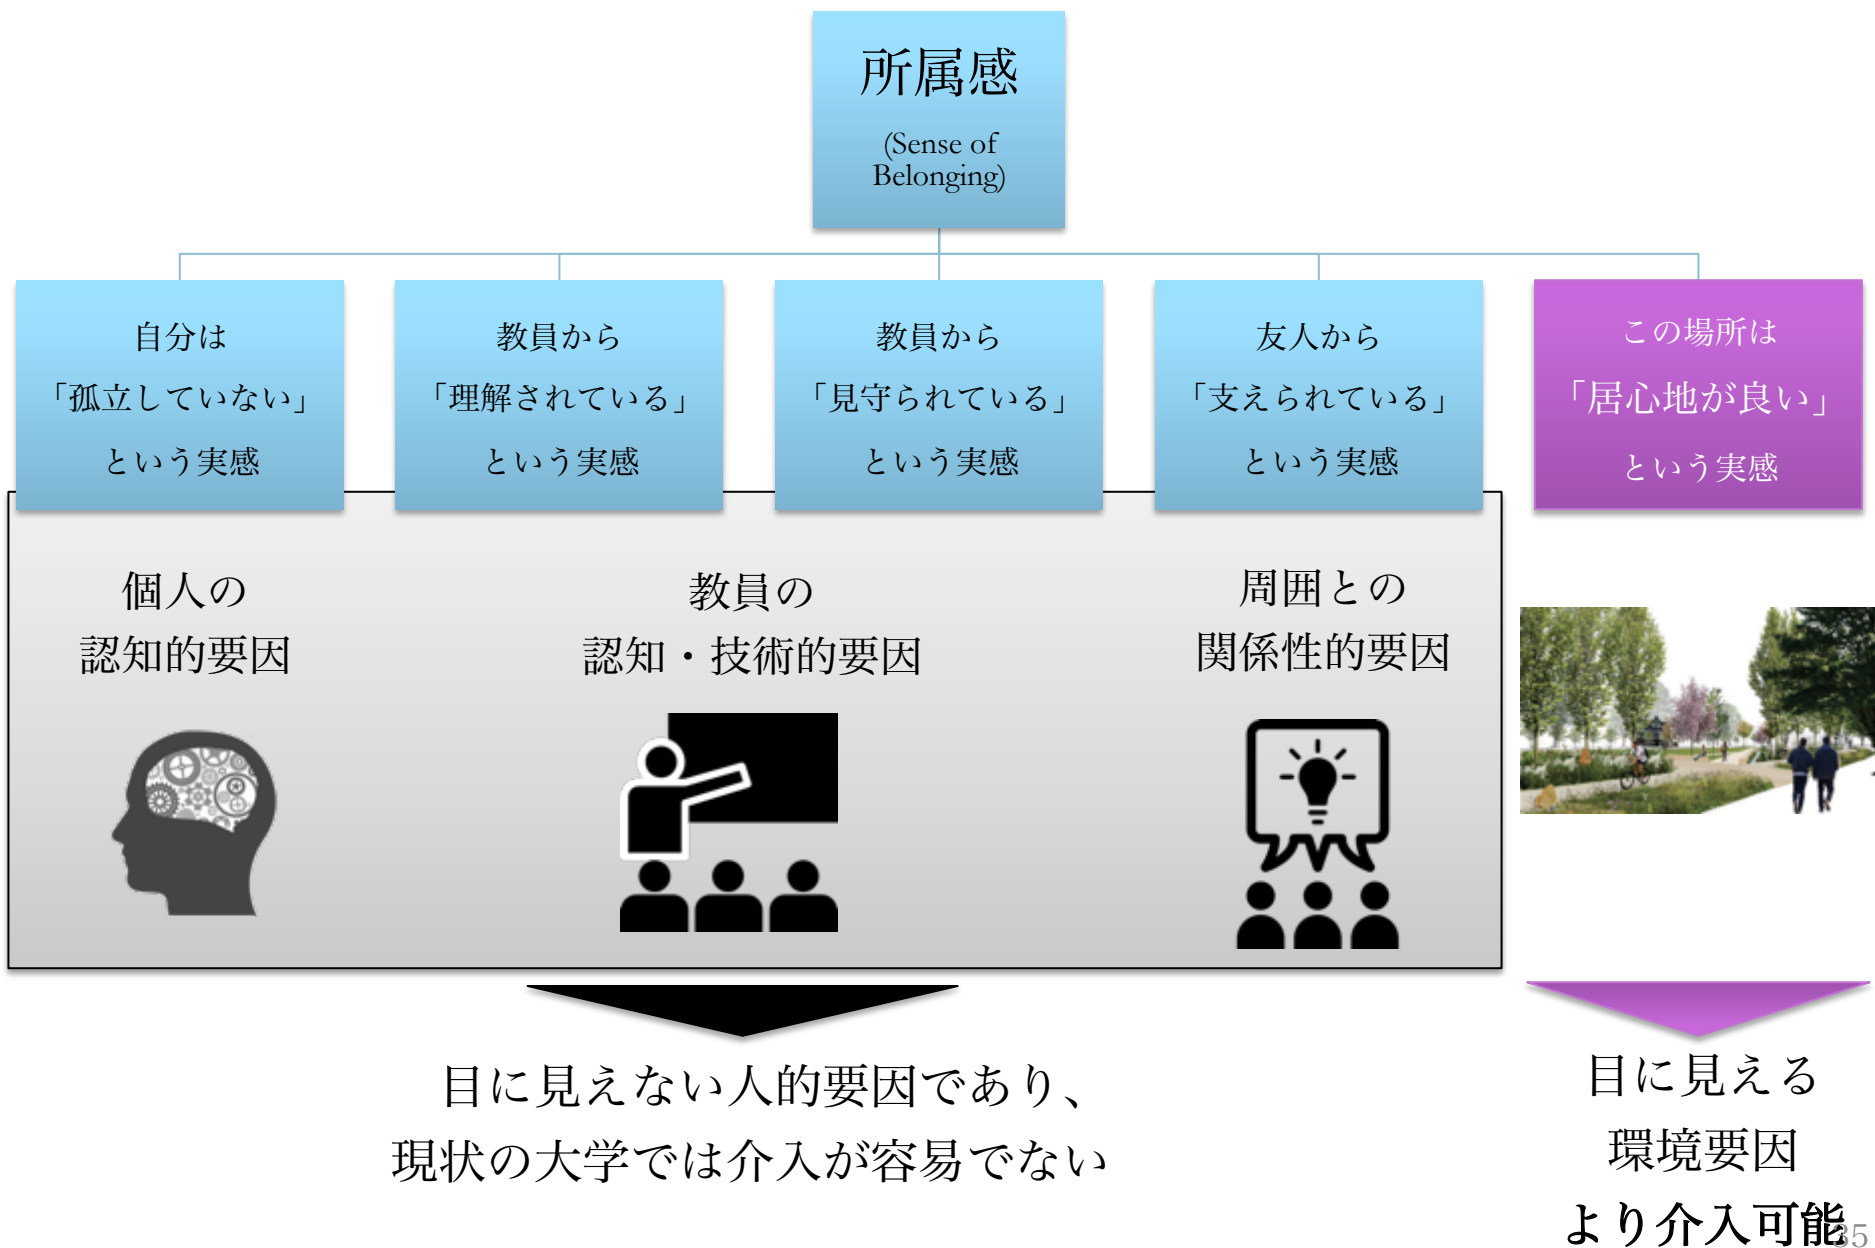 所属感
(Sense of
Belonging)
自分は
「孤立していない」
という実感
教員から
「理解されている」
という実感
教員から
「見守られている」
という実感
友人から
「支えられている」
という実感
この場所は
「居心地が良い」
という実感
個人の
認知的要因
教員の
認知・技術的要因
周囲との
関係性的要因
目に見えない人的要因であり、
現状の大学では介入が容易でない
目に見える
環境要因
より介入可能
35